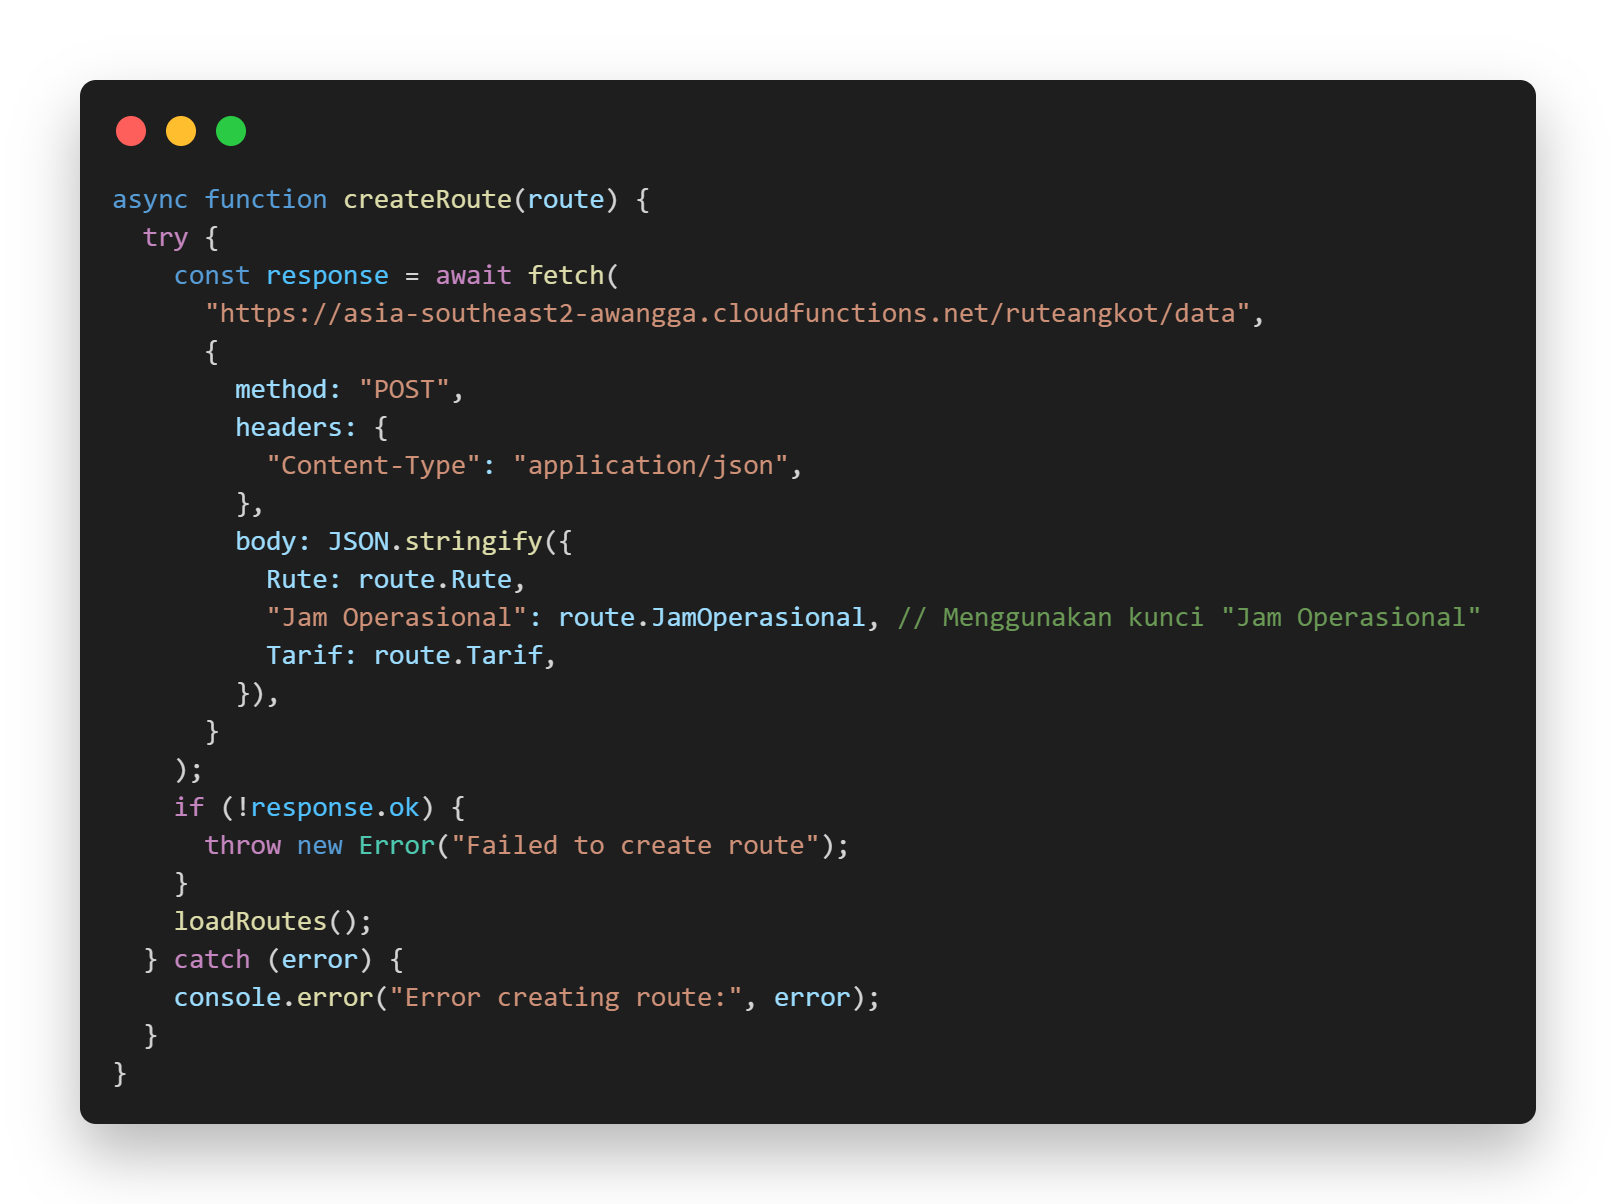 async function createRoute(route) {
  try {
    const response = await fetch(
      "https://asia-southeast2-awangga.cloudfunctions.net/ruteangkot/data",
      {
        method: "POST",
        headers: {
          "Content-Type": "application/json",
        },
        body: JSON.stringify({
          Rute: route.Rute,
          "Jam Operasional": route.JamOperasional, // Menggunakan kunci "Jam Operasional"
          Tarif: route.Tarif,
        }),
      }
    );
    if (!response.ok) {
      throw new Error("Failed to create route");
    }
    loadRoutes();
  } catch (error) {
    console.error("Error creating route:", error);
  }
}